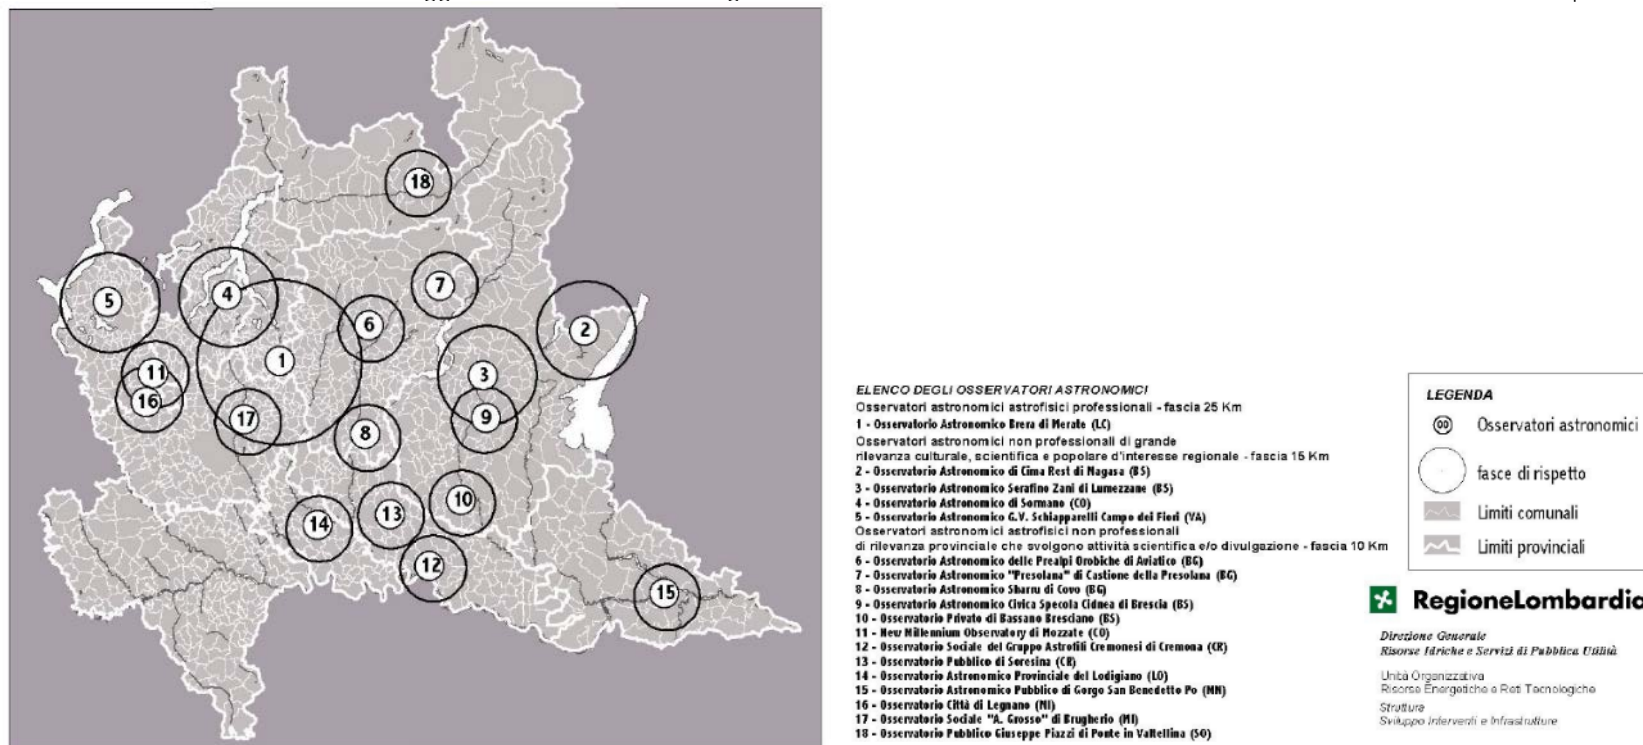 18
5
4
7
6
2
1
11
3
16
17
9
8
10
13
14
12
15
ELENCO DEGLI OSSERVATORI ASTRONOMICI
Osservatori astronomici astrofisici professionali - fascia 25 Km
1 - Osservatorio Astronomico Brera di Merate (LC)
Osservatori astronomici non professionali di grande
rilevanza culturale, scientifica e popolare d'interesse regionale - fascia 15 Km
2 - Osservatorio Astronomico di Cima Rest di Magasa (BS)
3 - Osservatorio Astronomico Serafino Zani di Lumezzane (BS)
4 - Osservatorio Astronomico di Sormano (CO)
5 - Osservatorio Astronomico G.V. Schiapparelli Campo dei Fiori (VA)
Osservatori astronomici astrofisici non professionali
di rilevanza provinciale che svolgono attività scientifica e/o divulgazione - fascia 10 Km
6 - Osservatorio Astronomico delle Prealpi Orobiche di Aviatico (BG)
7 - Osservatorio Astronomico "Presolana" di Castione della Presolana (BG)
8 - Osservatorio Astronomico Sharru di Covo (BG)
9 - Osservatorio Astronomico Civica Specola Cidnea di Brescia (BS)
10 - Osservatorio Privato di Bassano Bresciano (BS)
11 - New Millennium Observatory di Mozzate (CO)
12 - Osservatorio Sociale del Gruppo Astrofili Cremonesi di Cremona (CR)
13 - Osservatorio Pubblico di Soresina (CR)
14 - Osservatorio Astronomico Provinciale del Lodigiano (LO)
15 - Osservatorio Astronomico Pubblico di Gorgo San Benedetto Po (MN)
16 - Osservatorio Città di Legnano (MI)
17 - Osservatorio Sociale "A. Grosso" di Brugherio (MI)
18 - Osservatorio Pubblico Giuseppe Piazzi di Ponte in Valtellina (SO)
LEGENDA
00 Osservatori astronomici
fasce di rispetto
Limiti comunali
Limiti provinciali
RegioneLombardia
Direzione Generale
Risorse Idriche e Servizi di Pubblica Utilità
Unità Organizzativa
Risorse Energetiche e Reti Tecnologiche
Struttura
Sviluppo Interventi e Infrastrutture